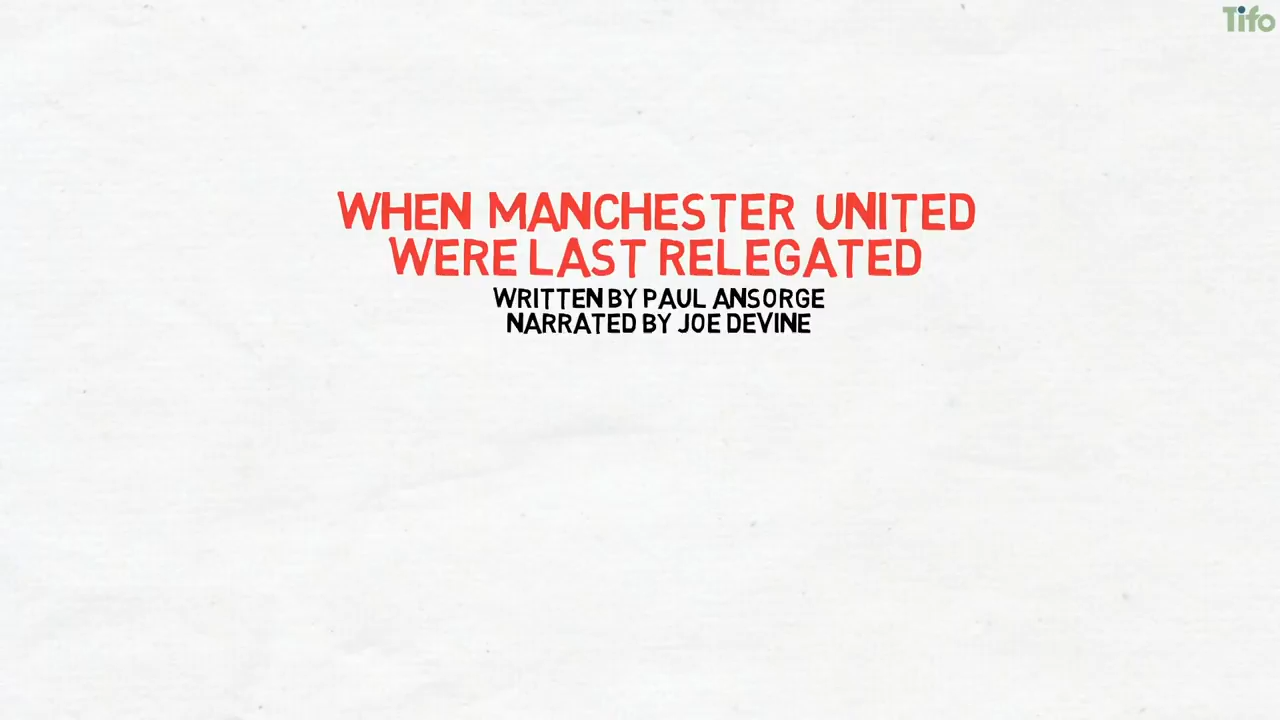 Tifo
WHEN MANCHESTER UNITED
WERE LAST RELEGATED
WRITTEN BY PAUL ANSORGE
NARRATED BY JOE DEVINE